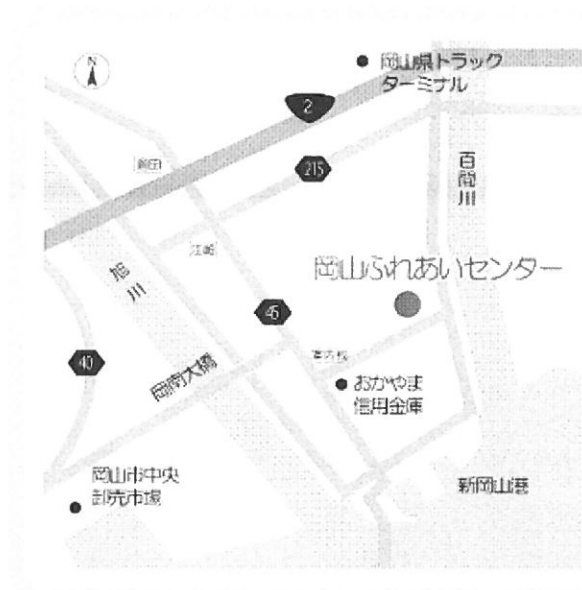 N
岡山県トラック
ターミナル
2
215
百間川
江崎
旭川
岡山ふれあいセンター
45
40
岡南大橋
おかやま
信用金庫
岡山市中央
卸売市場
新岡山港